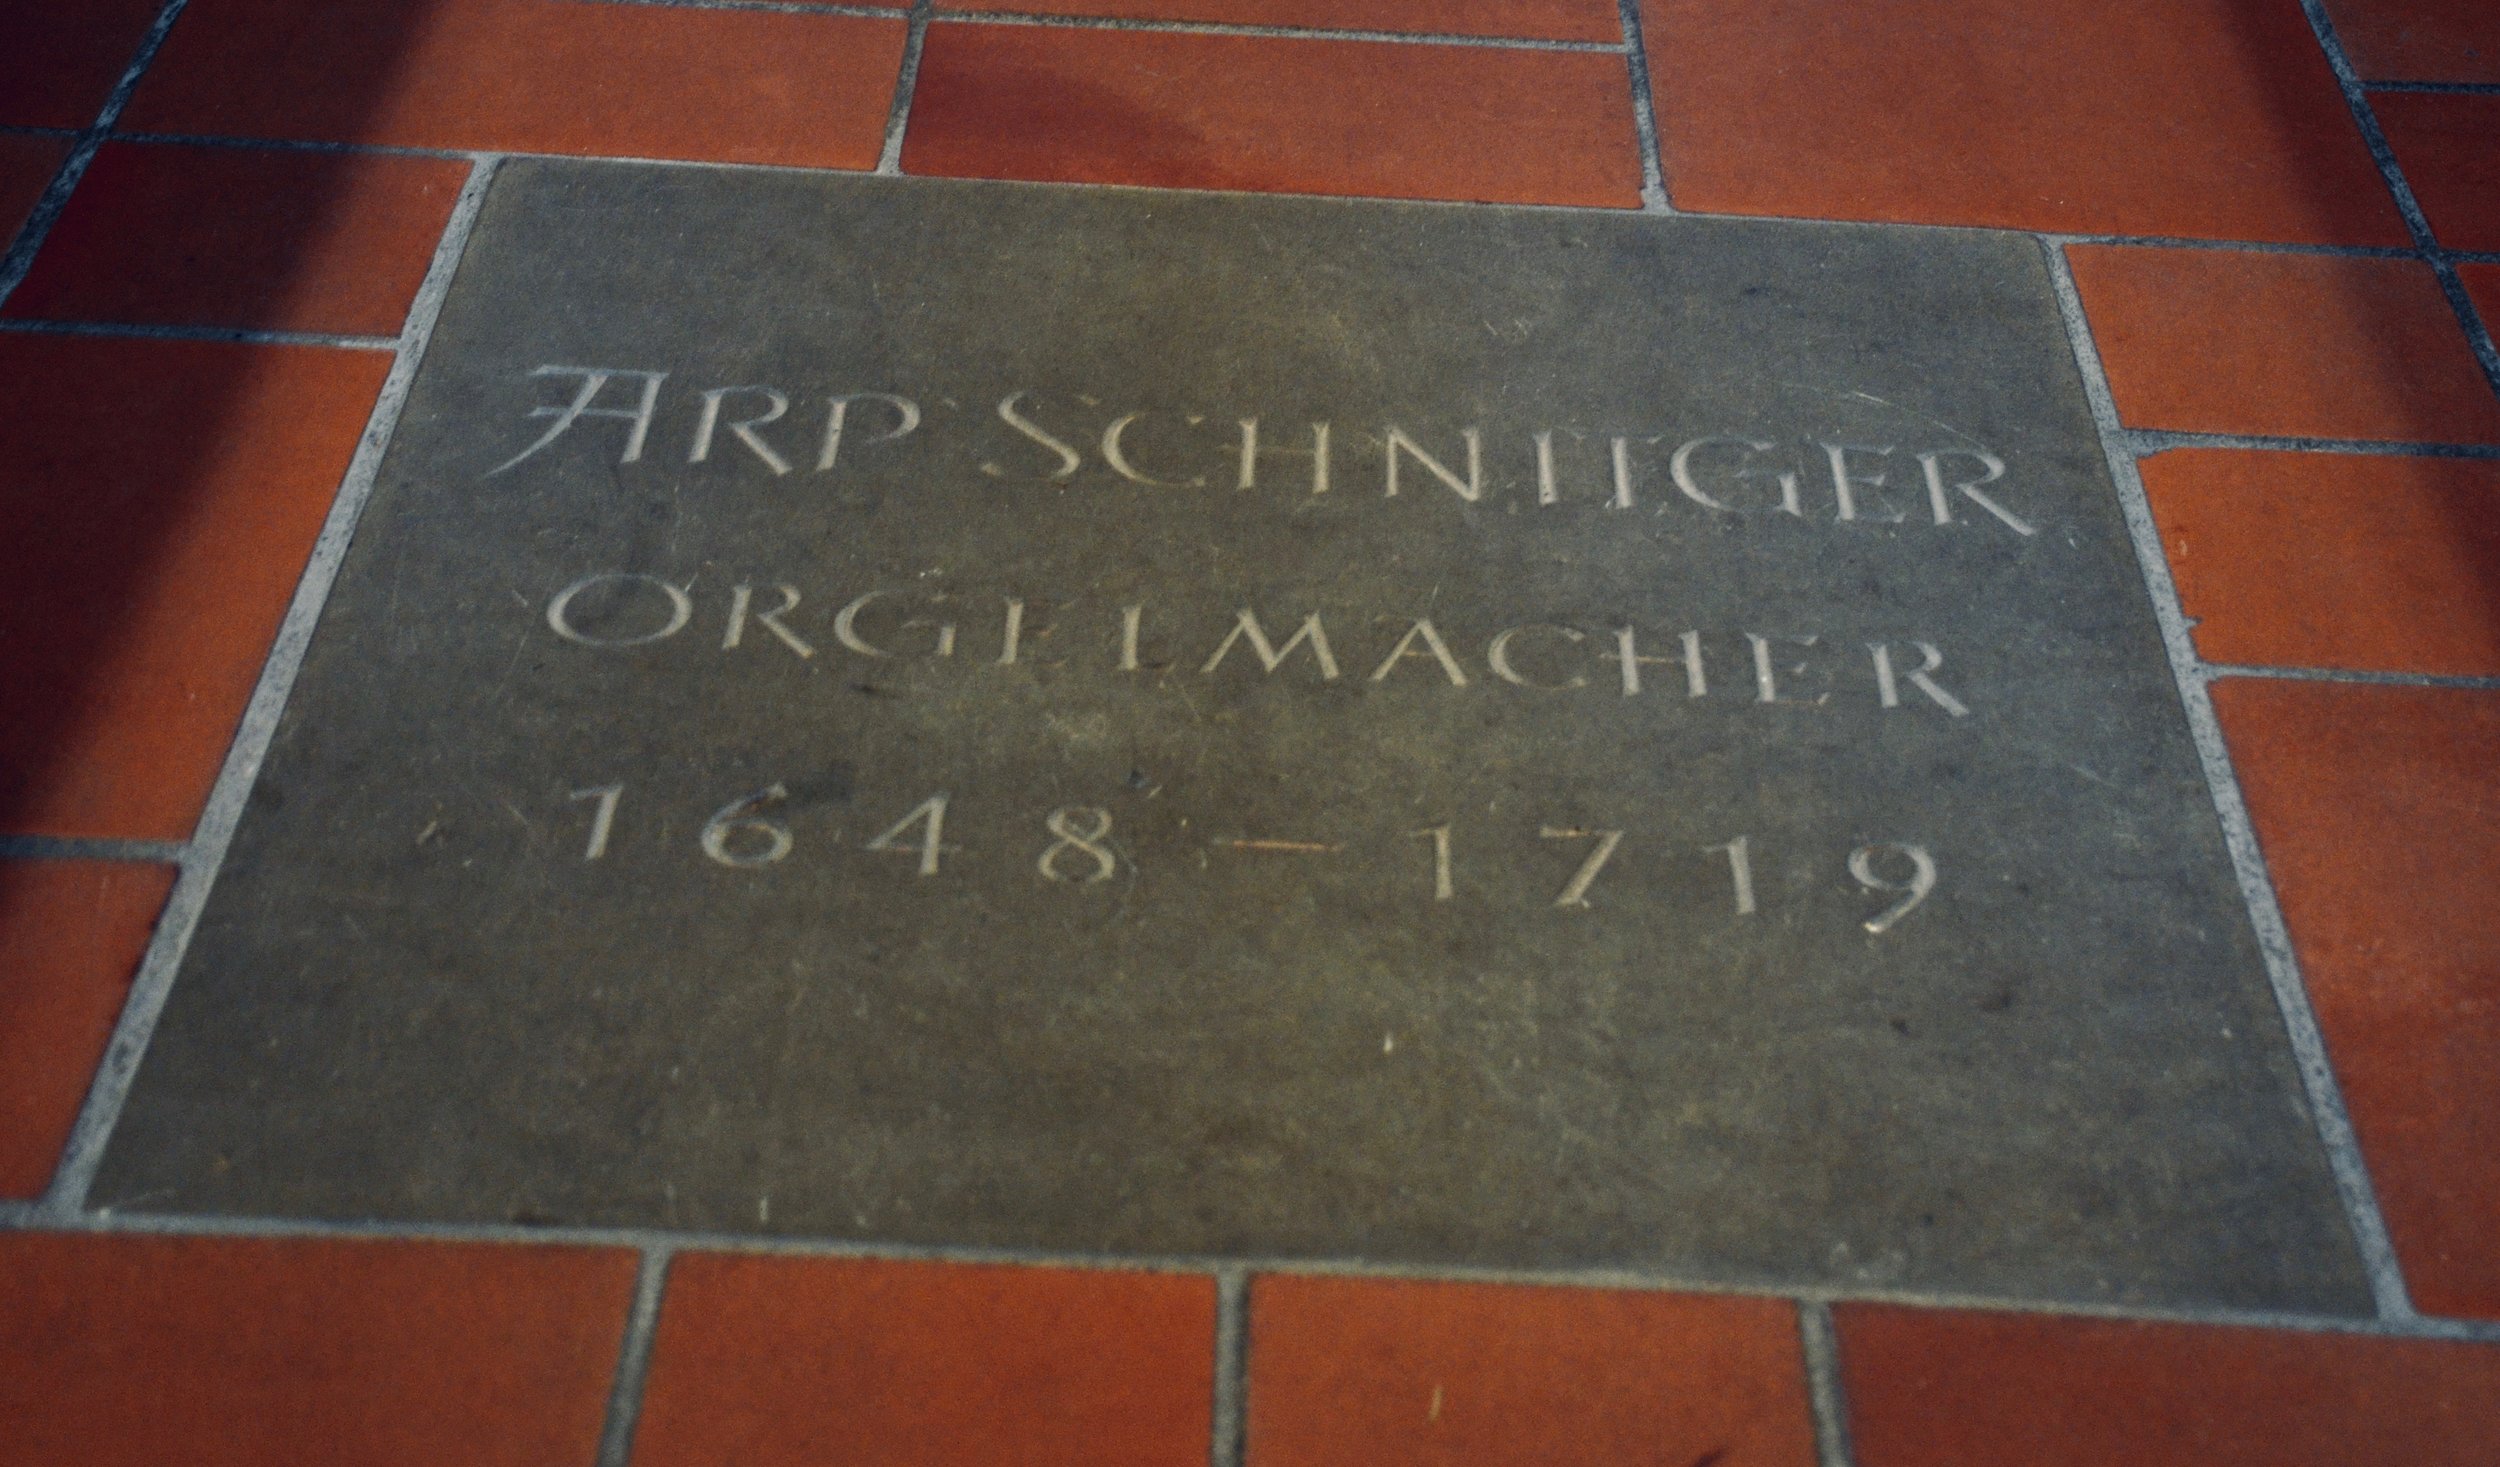 ARP SCHNITGER
ORGELMACHER
1648 – 1719